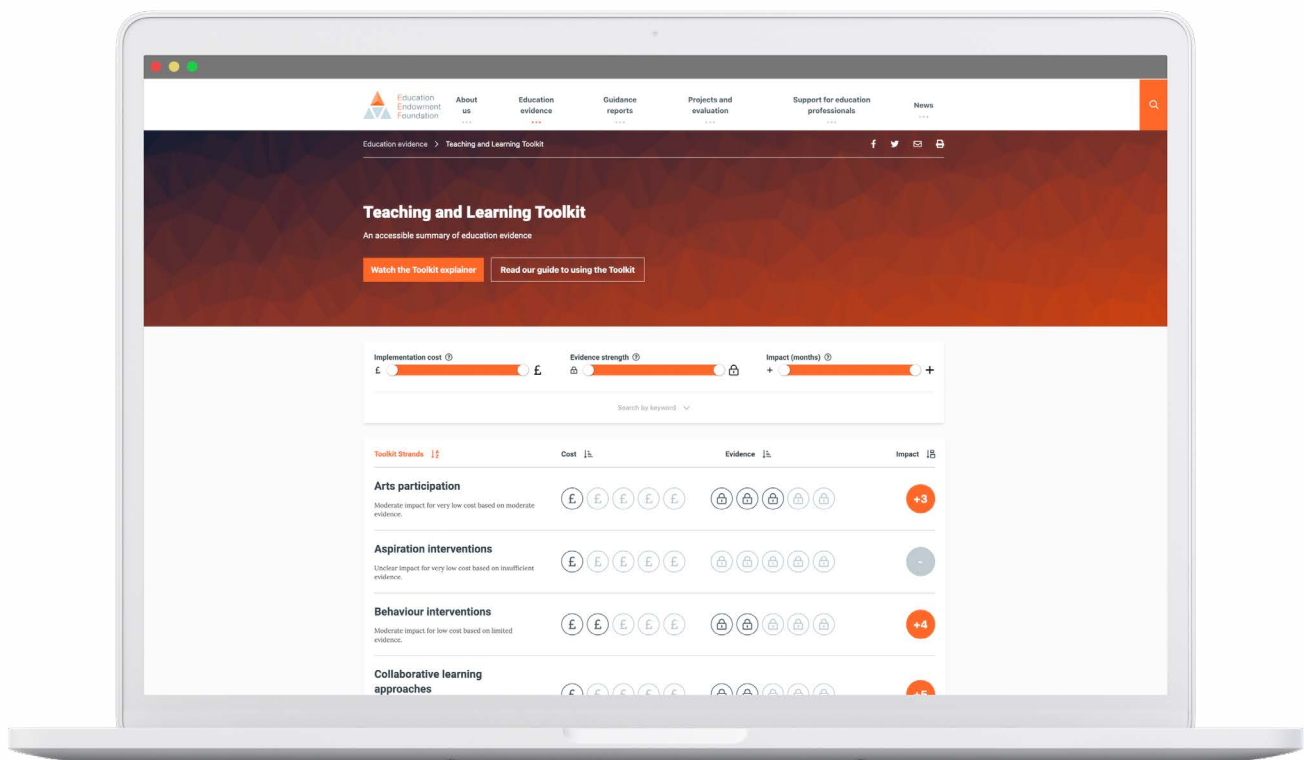 Education
Endowment
Foundation
About
us
Education
evidence
Guidance
reports
Projects and
evaluation
Support for education
professionals
News
Education evidence > Teaching and Learning Toolkit
Teaching and Learning Toolkit
An accessible summary of education evidence
Watch the Toolkit explainer
Read our guide to using the Toolkit
Implementation cost
Evidence strength
Impact (months)
£ £
+ +
Search by keyword
Toolkit Strands Cost Evidence Impact
Arts participation
Moderate impact for very low cost based on moderate
evidence.
£ £ £ £ £
+3
Aspiration interventions
Unclear impact for very low cost based on insufficient
evidence.
£ £ £ £ £
-
Behaviour interventions
Moderate impact for low cost based on limited
evidence.
£ £ £ £ £
+4
Collaborative learning
approaches
£ £ £ £ £
+5